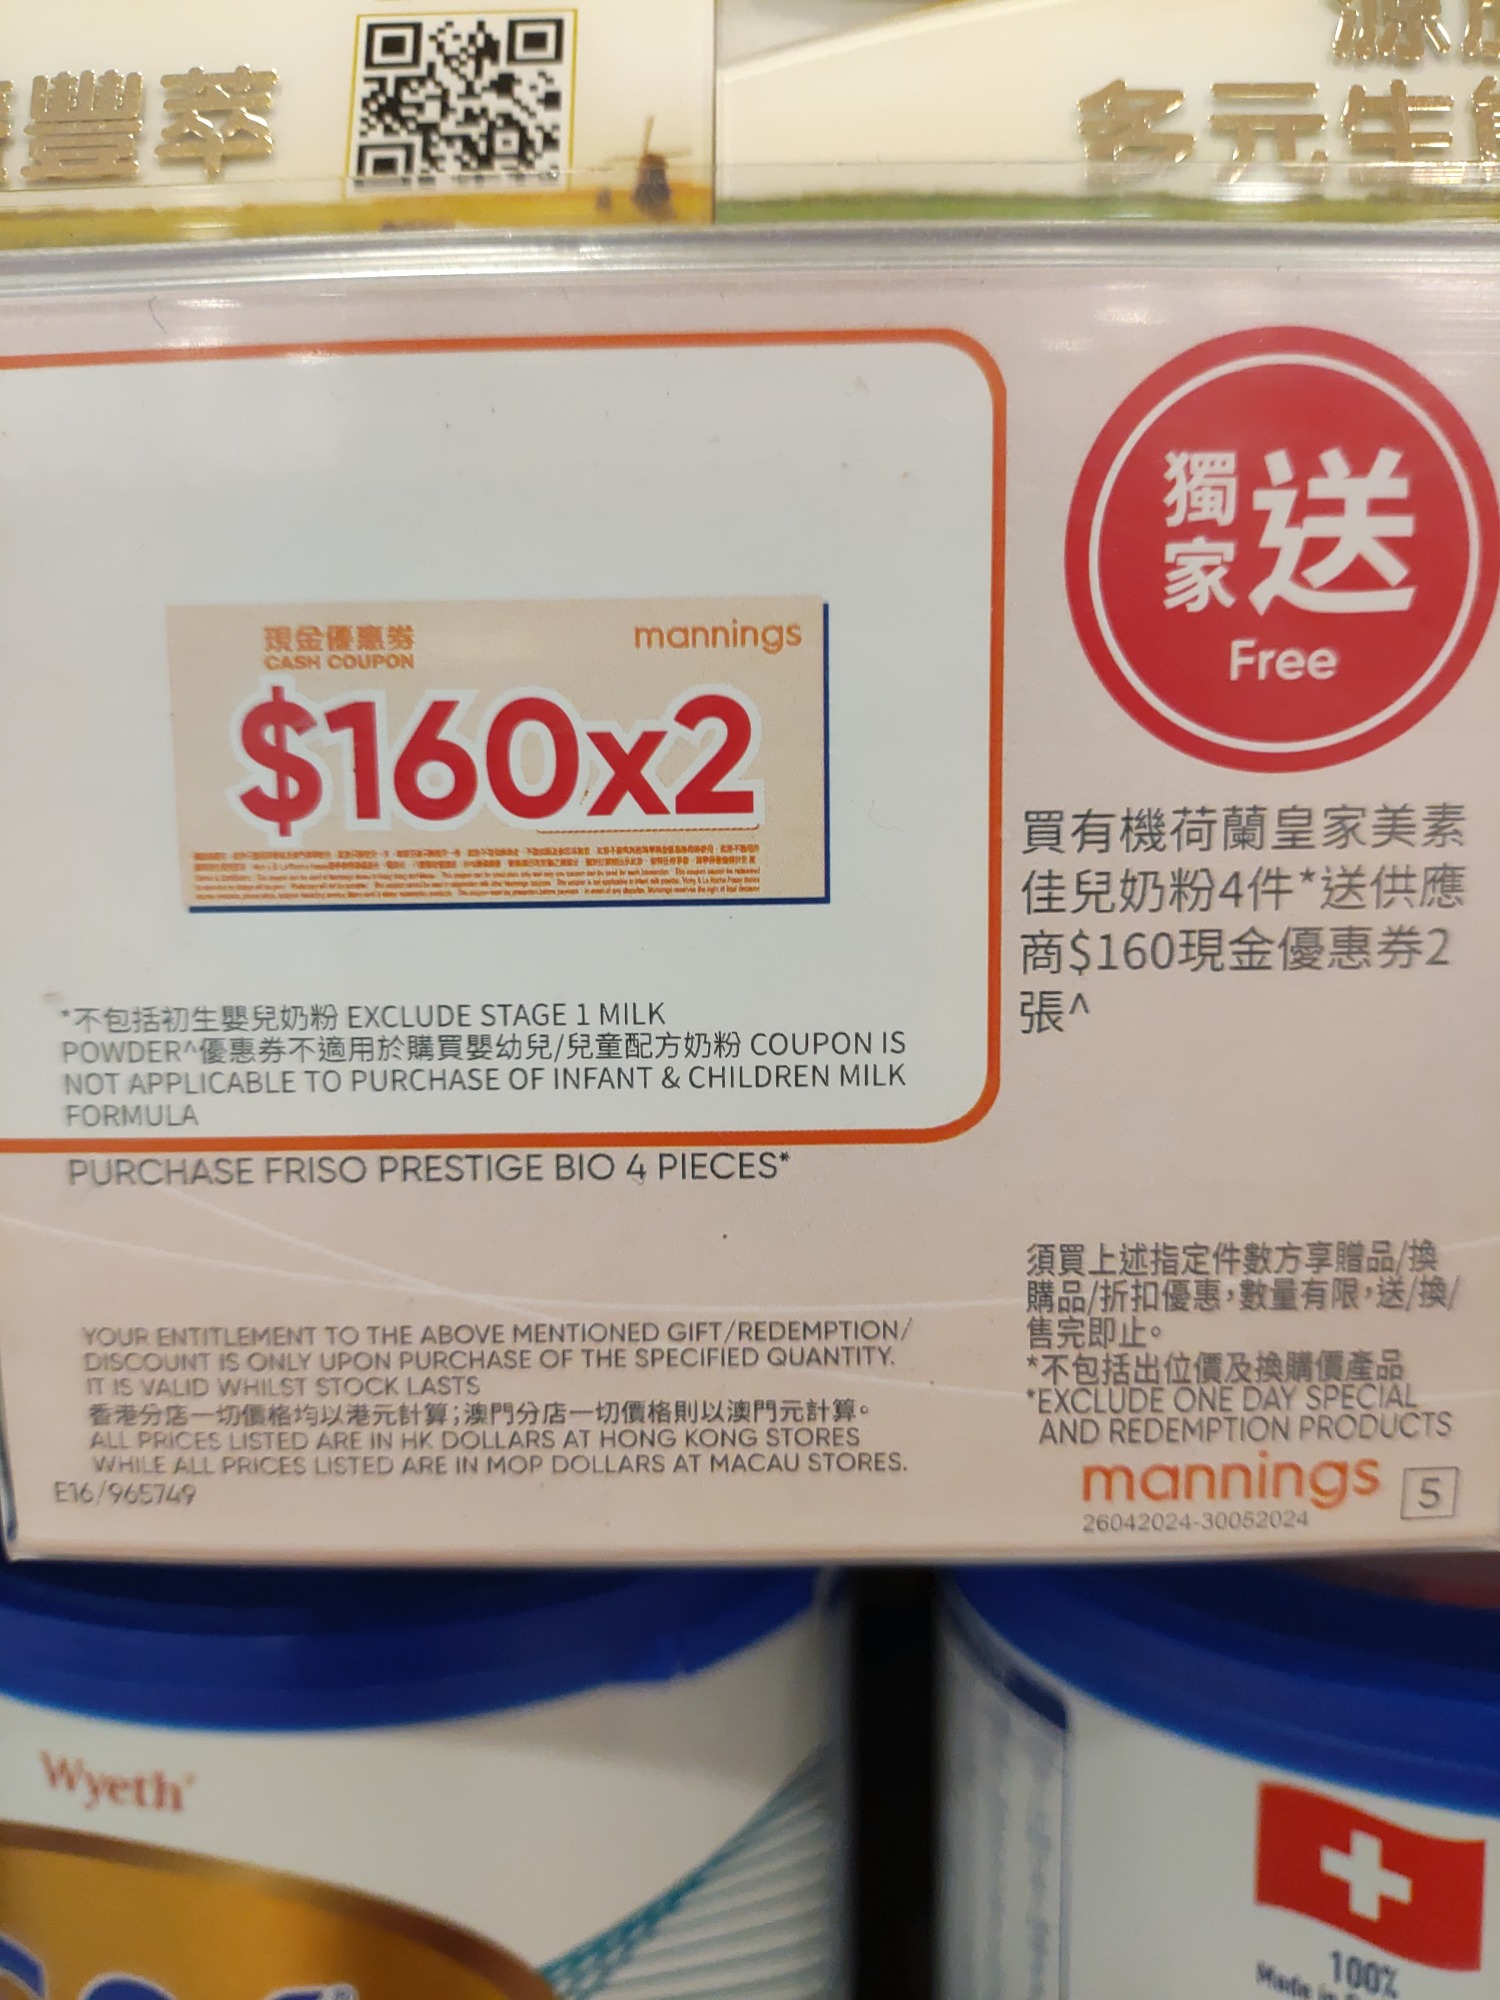 豐萃
多元生
獨家送
Free
現金優惠券
CASH COUPON
mannings
$160x2
買有機荷蘭皇家美素
佳兒奶粉4件*送供應
商$160現金優惠券2
張^
*不包括初生嬰兒奶粉 EXCLUDE STAGE 1 MILK
POWDER^優惠券不適用於購買嬰幼兒/兒童配方奶粉 COUPON IS
NOT APPLICABLE TO PURCHASE OF INFANT & CHILDREN MILK
FORMULA
PURCHASE FRISO PRESTIGE BIO 4 PIECES*
須買上述指定件數方享贈品/換
購品/折扣優惠，數量有限，送/換/
售完即止。
*不包括出位價及換購價產品
*EXCLUDE ONE DAY SPECIAL
AND REDEMPTION PRODUCTS
YOUR ENTITLEMENT TO THE ABOVE MENTIONED GIFT/REDEMPTION/
DISCOUNT IS ONLY UPON PURCHASE OF THE SPECIFIED QUANTITY.
IT IS VALID WHILST STOCK LASTS
香港分店一切價格均以港元計算；澳門分店一切價格則以澳門元計算。
ALL PRICES LISTED ARE IN HK DOLLARS AT HONG KONG STORES
WHILE ALL PRICES LISTED ARE IN MOP DOLLARS AT MACAU STORES.
E16/965749
mannings 5
26042024-30052024
Wyeth
100%
Made in